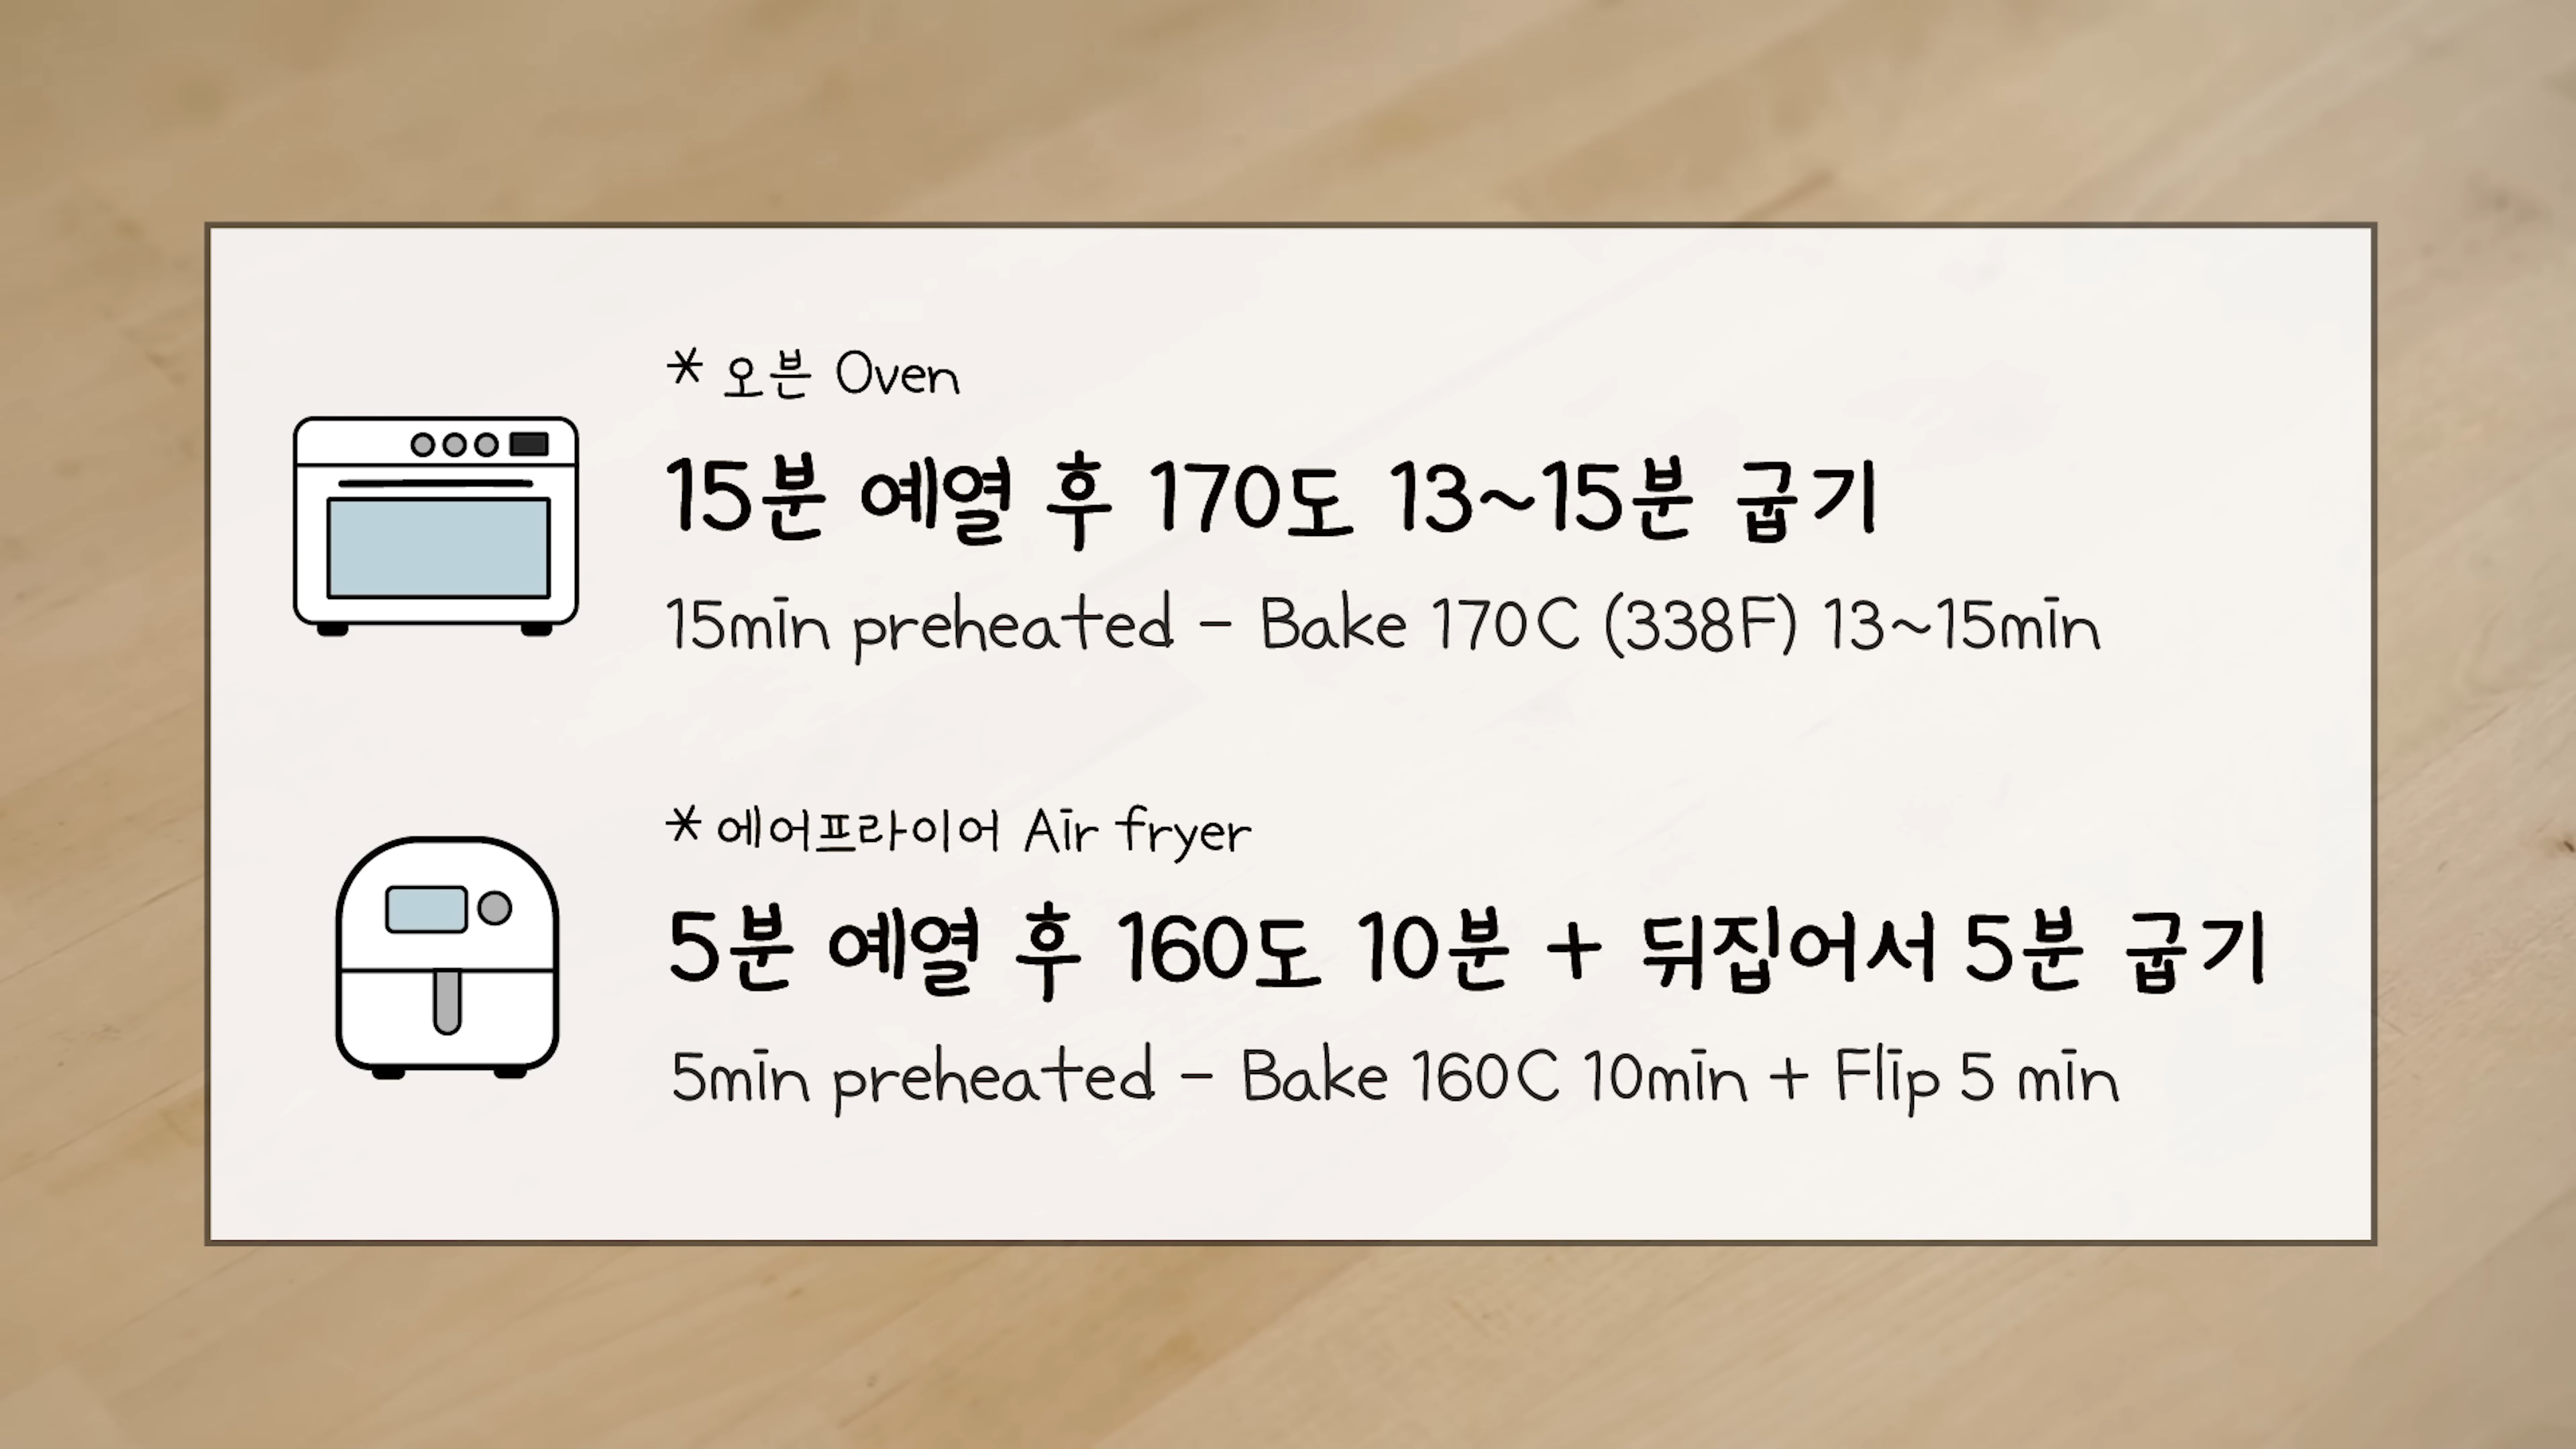 * 오븐 Oven
15분 예열 후 170도 13~15분 굽기
15min preheated - Bake 170C (338F) 13~15min
* 에어프라이어 Air fryer
5분 예열 후 160도 10분 + 뒤집어서 5분 굽기
5min preheated - Bake 160C 10min + Flip 5 min